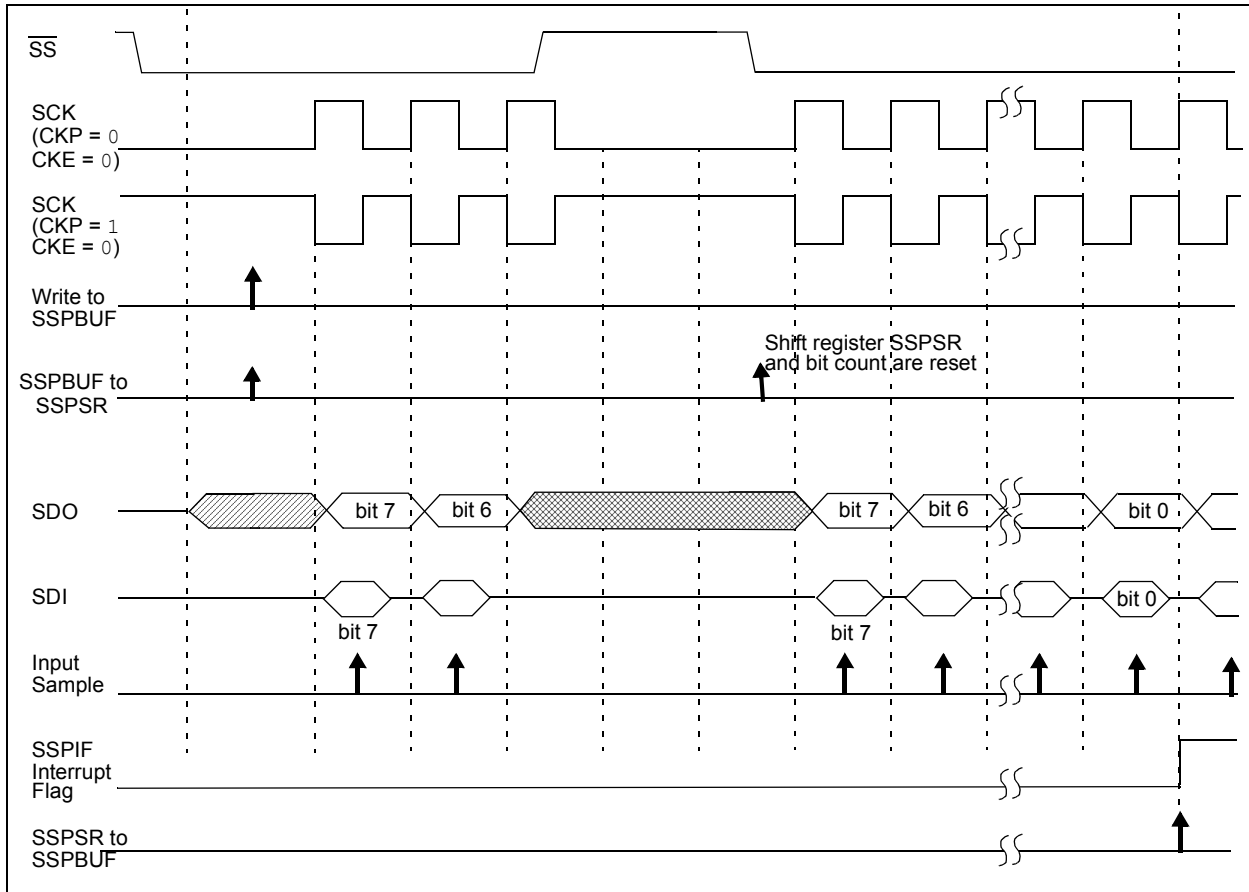 SS
SCK
(CKP = 0
CKE = 0)
SCK
(CKP = 1
CKE = 0)
Write to
SSPBUF
Shift register SSPSR
and bit count are reset
SSPBUF to
SSPSR
SDO
bit 7
bit 6
bit 7
bit 6
bit 0
SDI
bit 0
bit 7
bit 7
Input
Sample
SSPIF
Interrupt
Flag
SSPSR to
SSPBUF